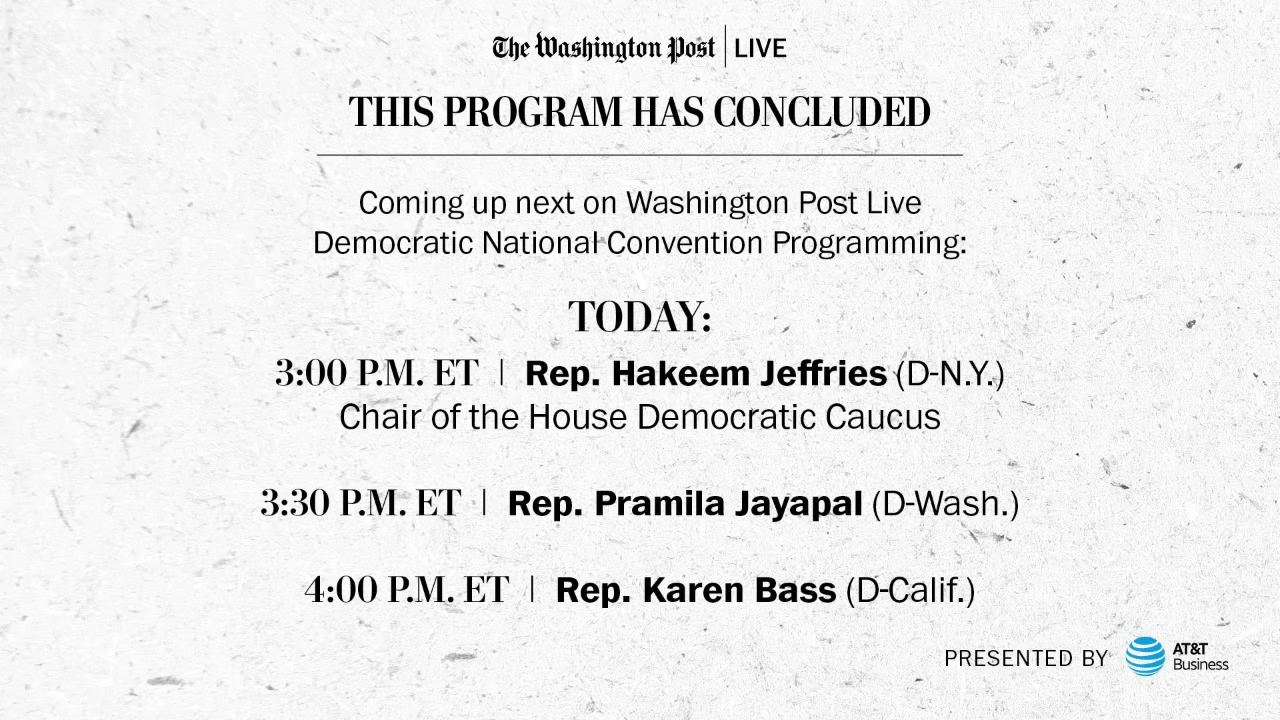 The Washington Post | LIVE
THIS PROGRAM HAS CONCLUDED
Coming up next on Washington Post Live
Democratic National Convention Programming:
TODAY:
3:00 P.M. ET | Rep. Hakeem Jeffries (D-N.Y.)
Chair of the House Democratic Caucus
3:30 P.M. ET | Rep. Pramila Jayapal (D-Wash.)
4:00 P.M. ET | Rep. Karen Bass (D-Calif.)
PRESENTED BY AT&T
Business